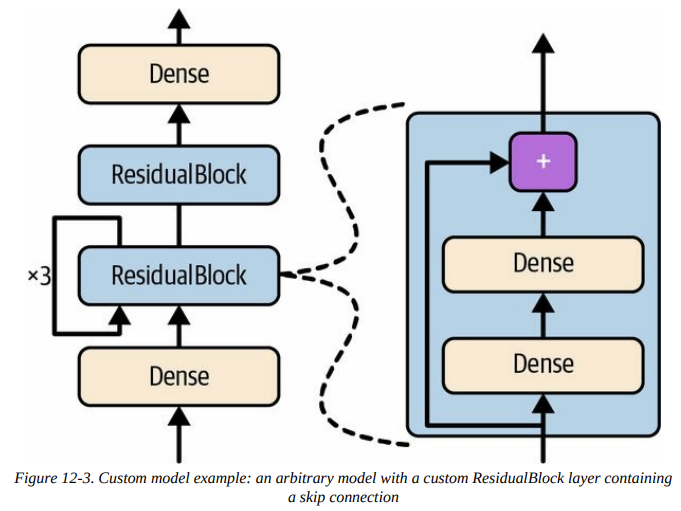 Dense
ResidualBlock
×3
ResidualBlock
Dense
+
Dense
Dense
Figure 12-3. Custom model example: an arbitrary model with a custom ResidualBlock layer containing
a skip connection